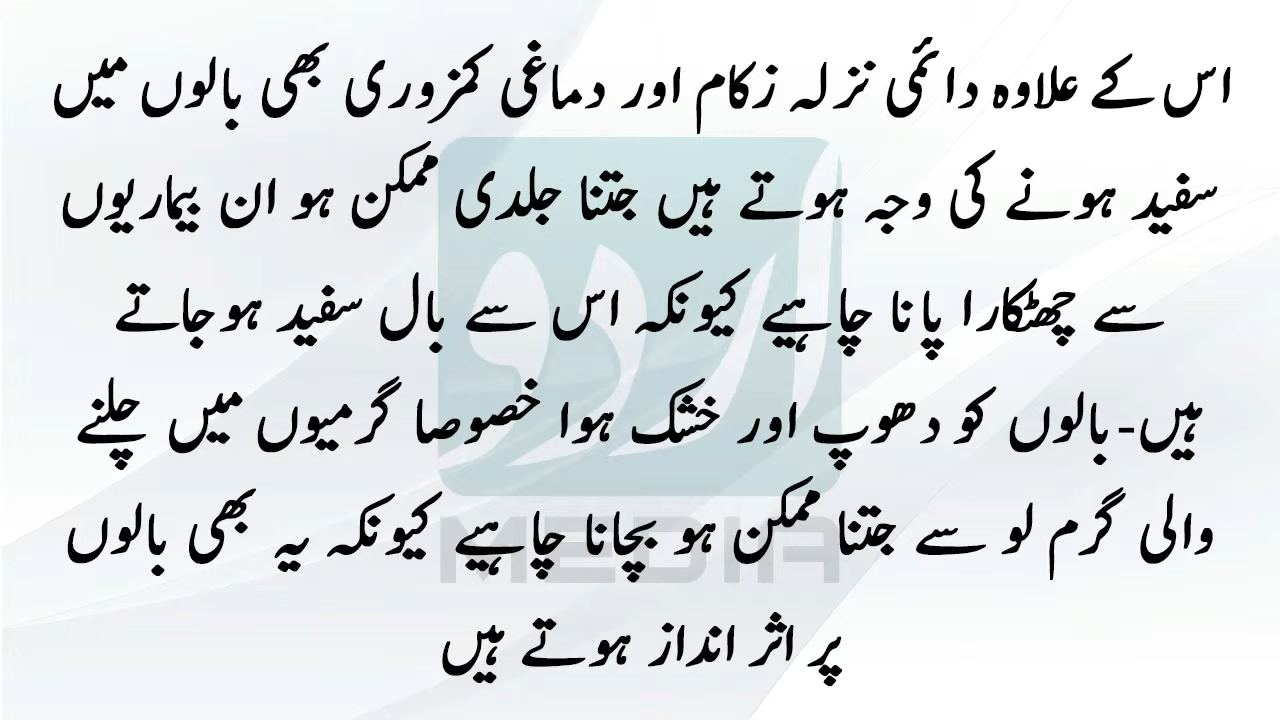 اس کے علاوہ دائمی نزلہ زکام اور دماغی کمزوری بھی بالوں میں
سفید ہونے کی وجہ ہوتے ہیں جتنا جلدی ممکن ہو ان بیماریوں
سے چھٹکارا پانا چاہیے کیونکہ اس سے بال سفید ہوجاتے
ہیں-بالوں کو دھوپ اور خشک ہوا خصوصا گرمیوں میں چلنے
والی گرم لو سے جتنا ممکن ہو بچانا چاہیے کیونکہ یہ بھی بالوں
پر اثر انداز ہوتے ہیں
اردو
MEDIA